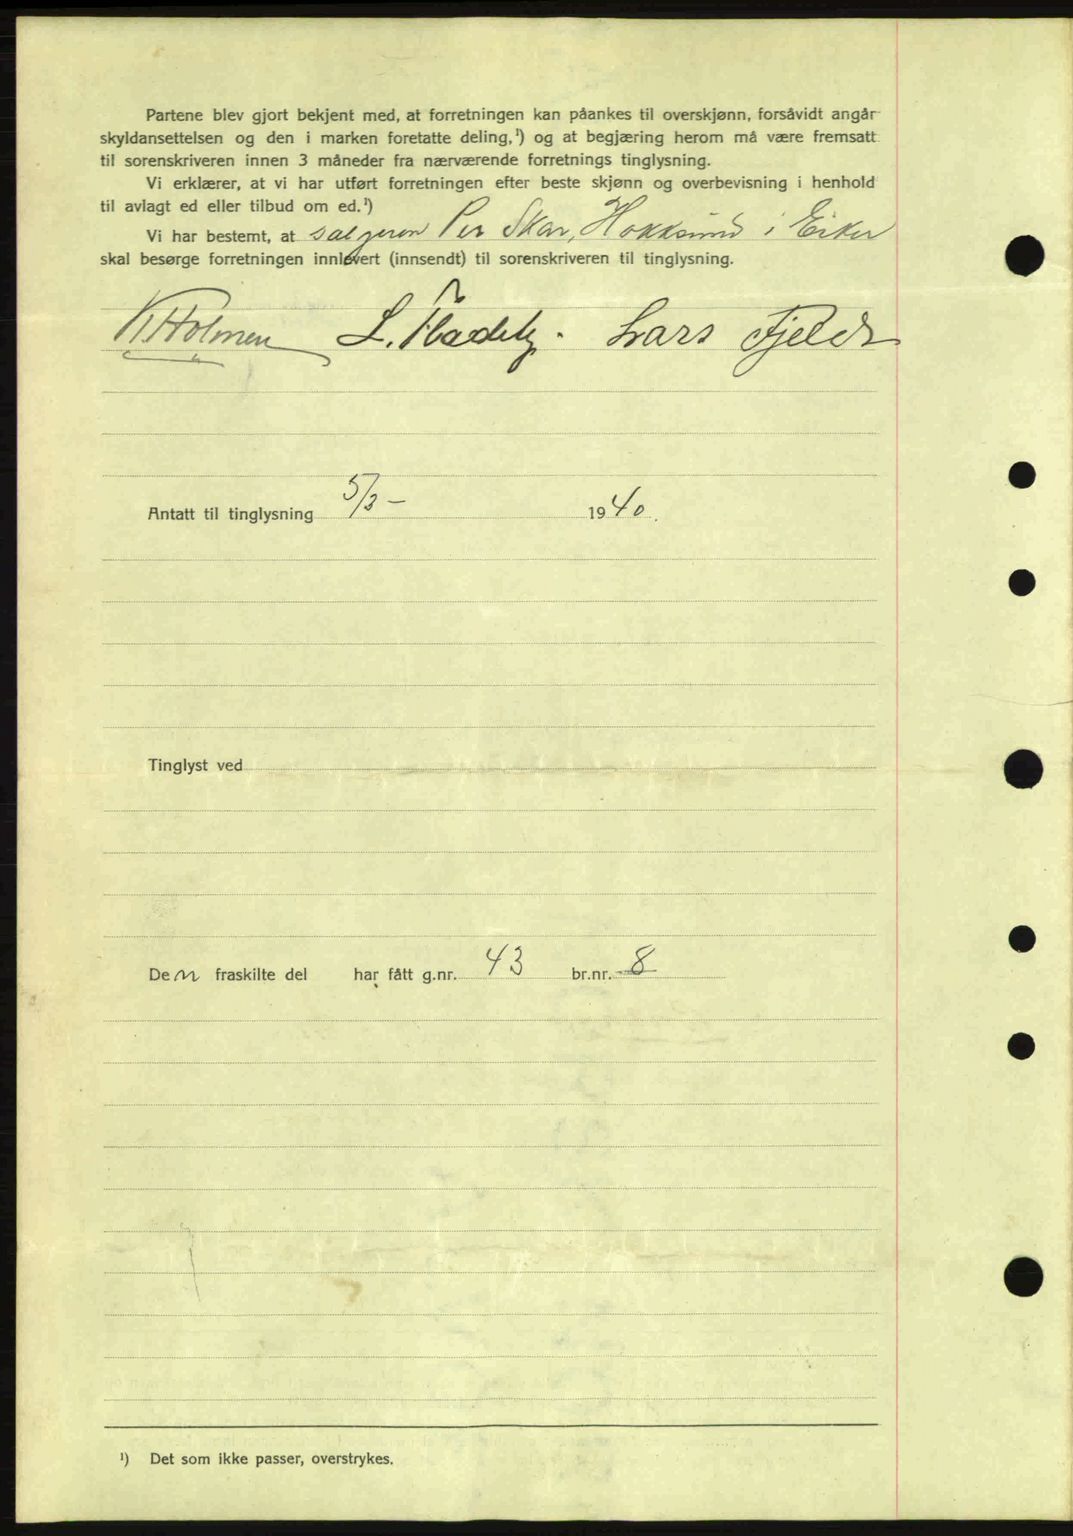 Partene blev gjort bekjent med, at forretningen kan påankes til overskjønn, forsåvidt angår
skyldansettelsen og den i marken foretatte deling,¹) og at begjæring herom må være fremsatt
til sorenskriveren innen 3 måneder fra nærværende forretnings tinglysning.
Vi erklærer, at vi har utført forretningen efter beste skjønn og overbevisning i henhold
til avlagt ed eller tilbud om ed.¹)
Vi har bestemt, at salgeren Per Skar, Hokksund i Eiker
skal besørge forretningen innlevert (innsendt) til sorenskriveren til tinglysning.
K. Holmen L. Lars Fjeld
Antatt til tinglysning 5/3 – 1940.
Tinglyst ved
Den fraskilte del har fått g.nr. 43 br.nr. 8
¹) Det som ikke passer, overstrykes.